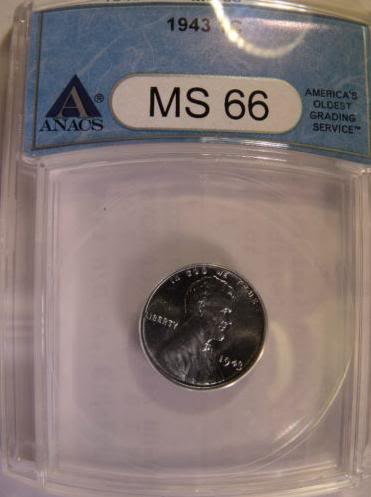 1943 1C
ANACS®
MS 66
AMERICA'S
OLDEST
GRADING
SERVICE™
IN GOD WE TRUST
LIBERTY
1943